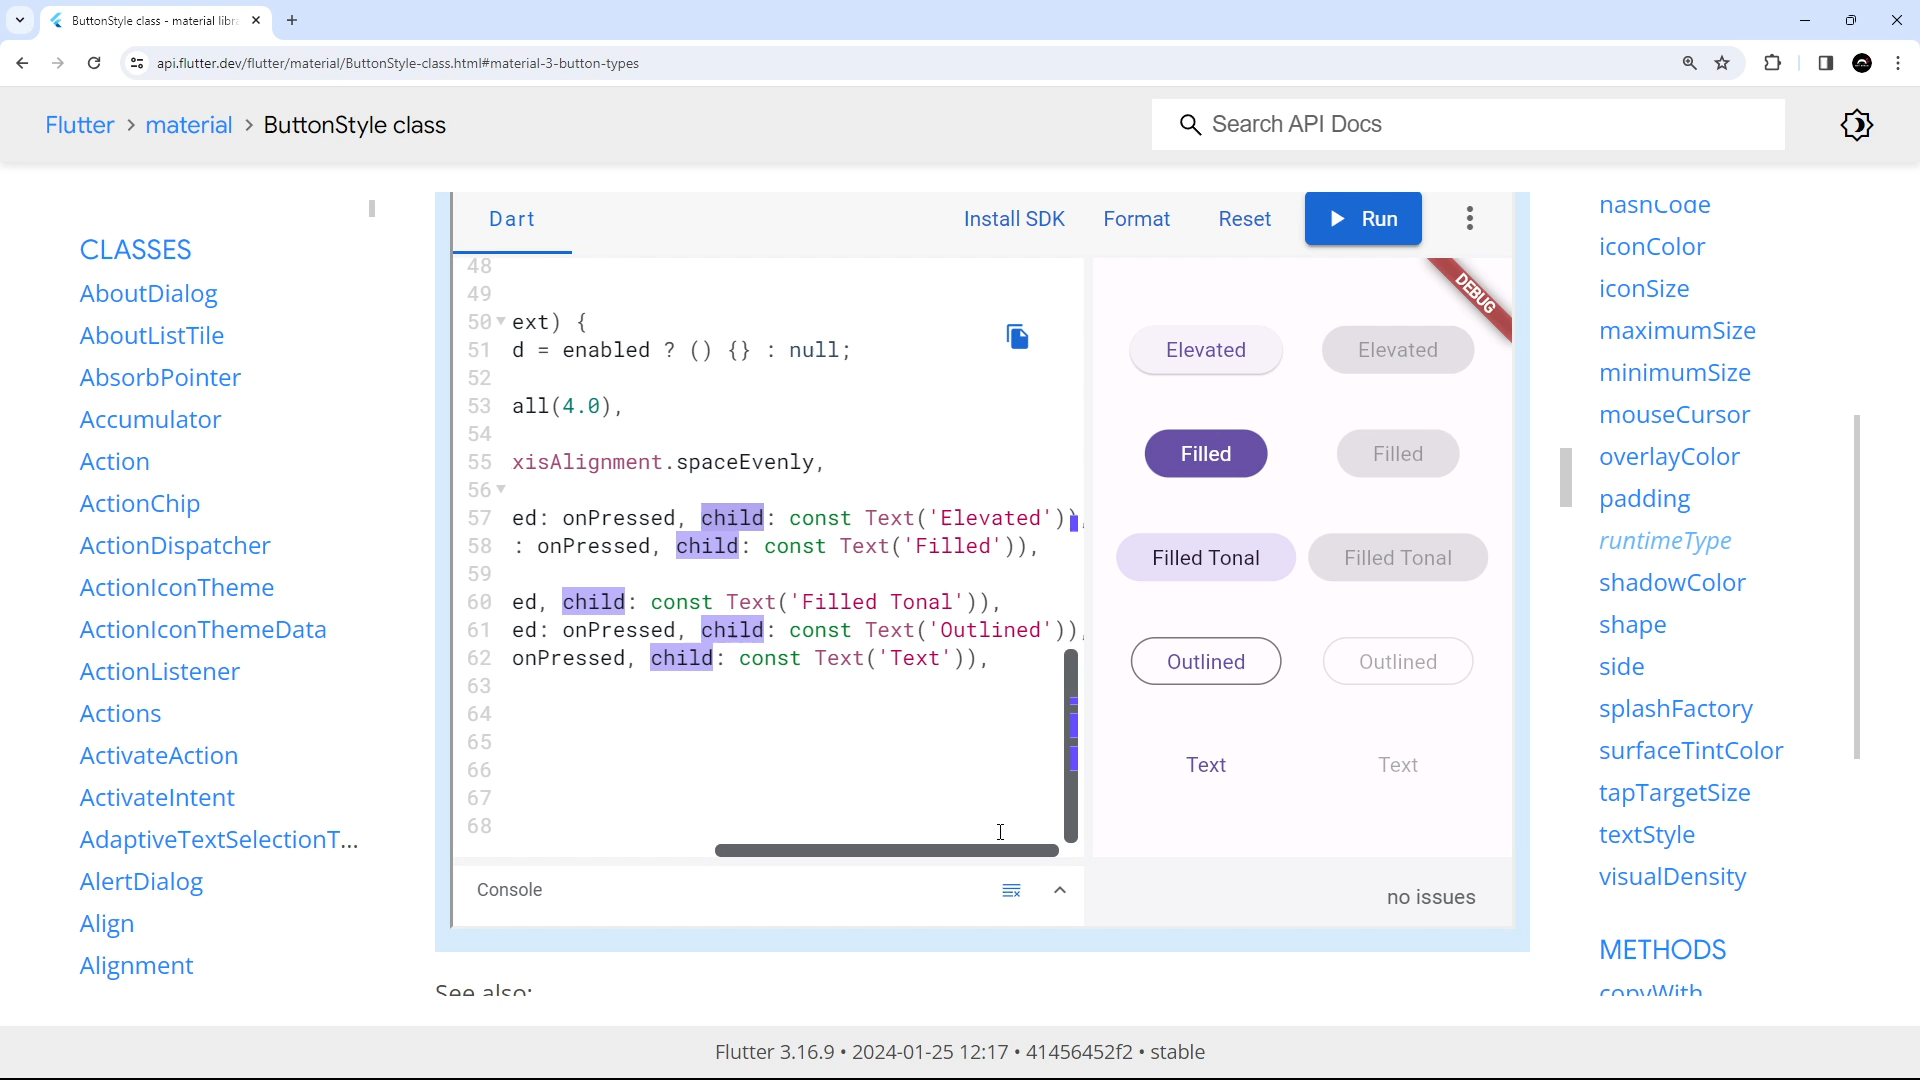 ButtonStyle class - material libr
api.flutter.dev/flutter/material/ButtonStyle-class.html#material-3-button-types
Flutter > material > ButtonStyle class
Search API Docs
CLASSES
AboutDialog
AboutListTile
AbsorbPointer
Accumulator
Action
ActionChip
ActionDispatcher
ActionIconTheme
ActionIconThemeData
ActionListener
Actions
ActivateAction
ActivateIntent
AdaptiveTextSelectionT...
AlertDialog
Align
Alignment
Dart
Install SDK
Format
Reset
Run
48
49
50 ext) {
51 d = enabled ? () {} : null;
52
53 all(4.0),
54
55 xisAlignment.spaceEvenly,
56
57 ed: onPressed, child: const Text('Elevated')),
58 : onPressed, child: const Text('Filled')),
59
60 ed, child: const Text('Filled Tonal')),
61 ed: onPressed, child: const Text('Outlined')),
62 onPressed, child: const Text('Text')),
63
64
65
66
67
68
Console
DEBUG
Elevated Elevated
Filled Filled
Filled Tonal Filled Tonal
Outlined Outlined
Text Text
no issues
See also:
hashCode
iconColor
iconSize
maximumSize
minimumSize
mouseCursor
overlayColor
padding
runtimeType
shadowColor
shape
side
splashFactory
surfaceTintColor
tapTargetSize
textStyle
visualDensity
METHODS
copyWith
Flutter 3.16.9 • 2024-01-25 12:17 • 41456452f2 • stable